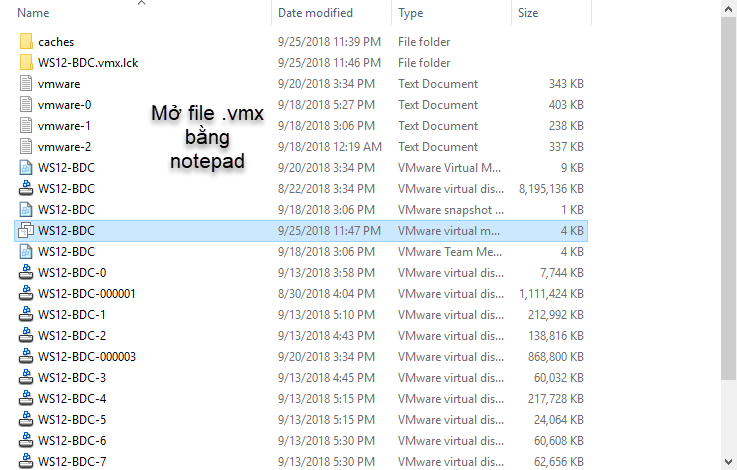 Name Date modified Type Size
caches 9/25/2018 11:39 PM File folder
WS12-BDC.vmx.lck 9/25/2018 11:46 PM File folder
vmware 9/20/2018 3:34 PM Text Document 343 KB
vmware-0 9/18/2018 5:27 PM Text Document 403 KB
vmware-1 9/18/2018 3:06 PM Text Document 238 KB
vmware-2 9/18/2018 12:19 AM Text Document 337 KB
Mở file .vmx
bằng
notepad
WS12-BDC 9/20/2018 3:34 PM VMware Virtual M... 9 KB
WS12-BDC 8/22/2018 3:34 PM VMware virtual dis... 8,195,136 KB
WS12-BDC 9/18/2018 3:06 PM VMware snapshot ... 1 KB
WS12-BDC 9/25/2018 11:47 PM VMware virtual m... 4 KB
WS12-BDC 9/18/2018 3:06 PM VMware Team Me... 4 KB
WS12-BDC-0 9/13/2018 3:58 PM VMware virtual dis... 7,744 KB
WS12-BDC-000001 8/30/2018 4:04 PM VMware virtual dis... 1,111,424 KB
WS12-BDC-1 9/13/2018 5:10 PM VMware virtual dis... 212,992 KB
WS12-BDC-2 9/13/2018 4:43 PM VMware virtual dis... 138,816 KB
WS12-BDC-000003 9/20/2018 3:34 PM VMware virtual dis... 868,800 KB
WS12-BDC-3 9/13/2018 4:45 PM VMware virtual dis... 60,032 KB
WS12-BDC-4 9/13/2018 5:15 PM VMware virtual dis... 217,728 KB
WS12-BDC-5 9/13/2018 5:15 PM VMware virtual dis... 24,064 KB
WS12-BDC-6 9/13/2018 5:30 PM VMware virtual dis... 60,608 KB
WS12-BDC-7 9/13/2018 5:30 PM VMware virtual dis... 62,656 KB